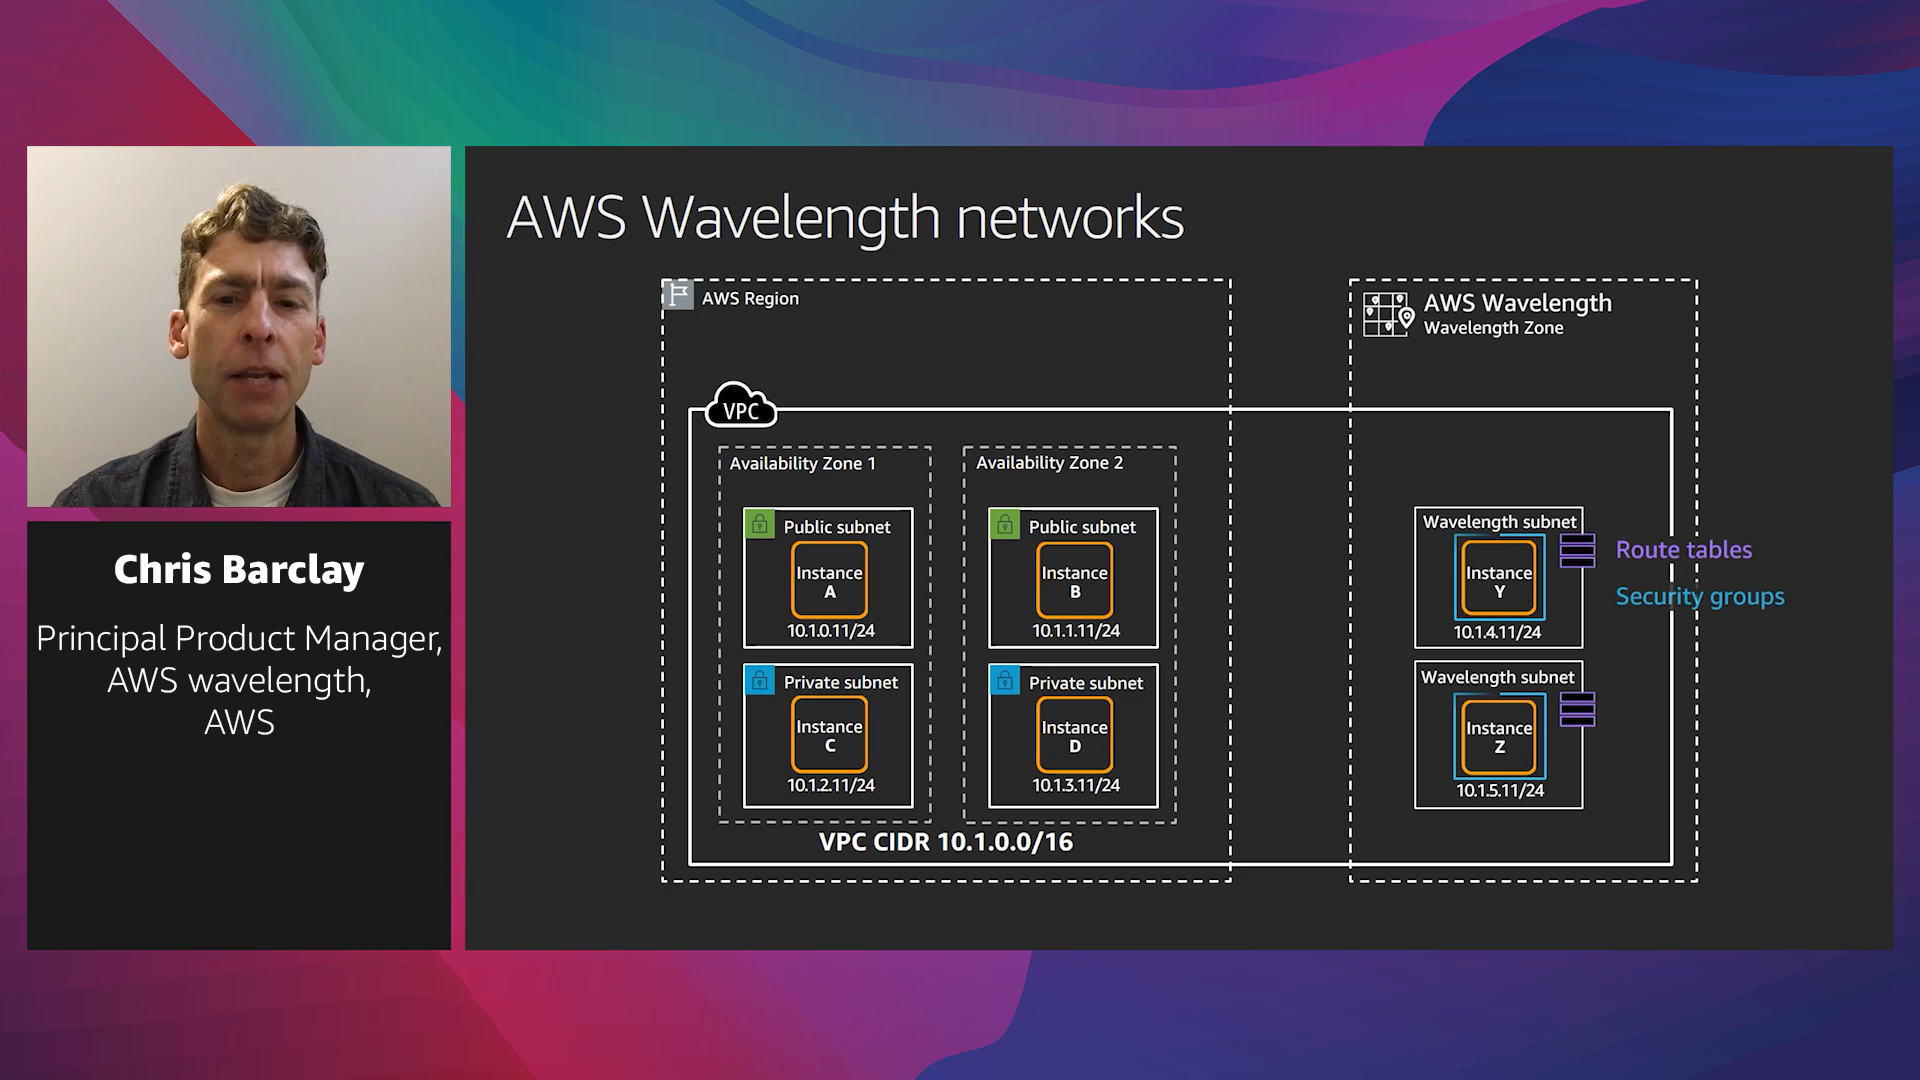 Chris Barclay
Principal Product Manager,
AWS wavelength,
AWS
AWS Wavelength networks
AWS Region
AWS Wavelength
Wavelength Zone
VPC
Availability Zone 1
Availability Zone 2
Public subnet
Instance
A
10.1.0.11/24
Public subnet
Instance
B
10.1.1.11/24
Wavelength subnet
Instance
Y
10.1.4.11/24
Route tables
Security groups
Private subnet
Instance
C
10.1.2.11/24
Private subnet
Instance
D
10.1.3.11/24
Wavelength subnet
Instance
Z
10.1.5.11/24
VPC CIDR 10.1.0.0/16